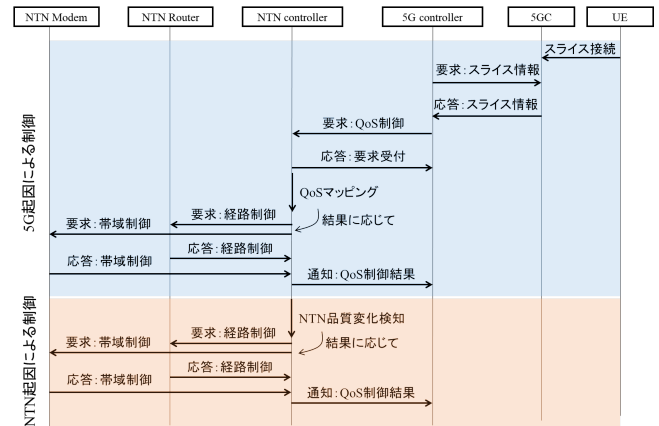 NTN Modem
NTN Router
NTN controller
5G controller
5GC
UE
5G起因による制御
スライス接続
要求：スライス情報
応答：スライス情報
要求：QoS制御
応答：要求受付
QoSマッピング
要求：経路制御
結果に応じて
要求：帯域制御
応答：経路制御
応答：帯域制御
通知：QoS制御結果
NTN起因による制御
NTN品質変化検知
要求：経路制御
結果に応じて
要求：帯域制御
応答：経路制御
応答：帯域制御
通知：QoS制御結果